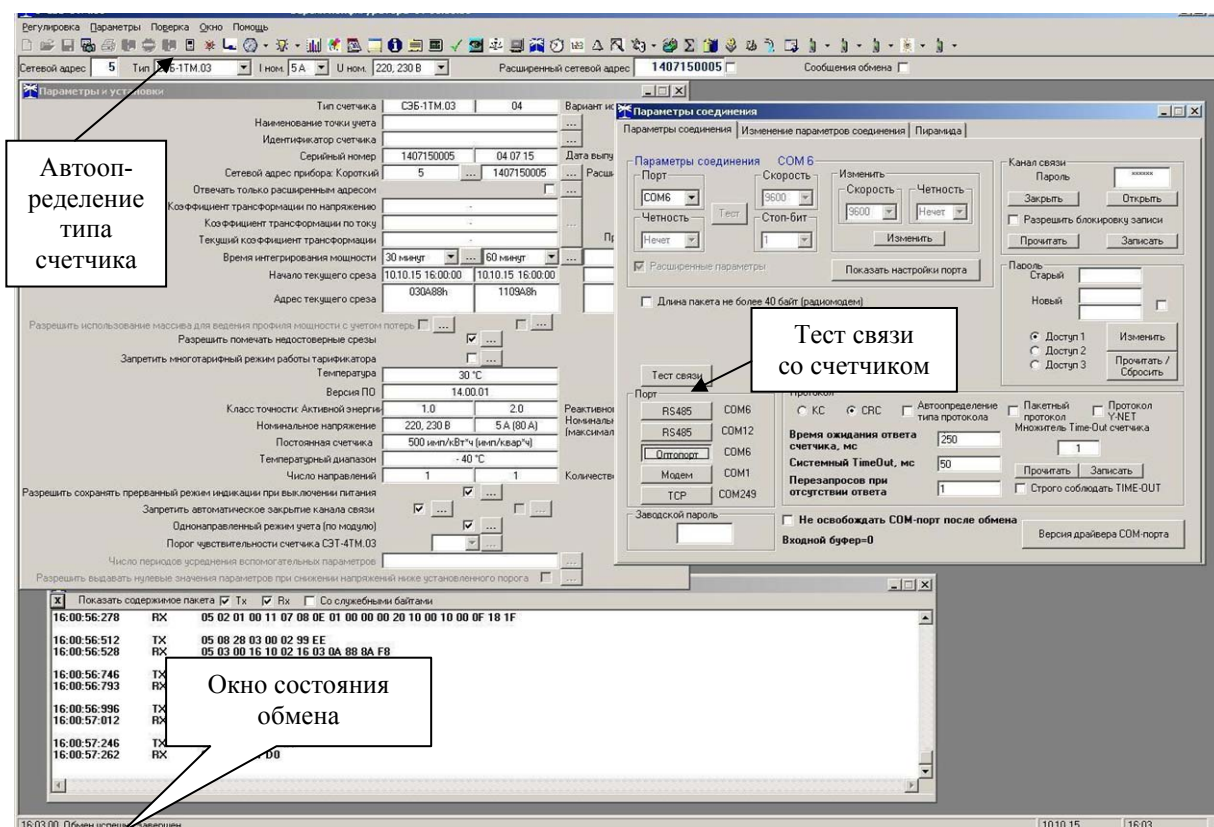 Регулировка Параметры Поверка Окно Помощь
Сетевой адрес 5 Тип I ном. 5 А U ном. 220, 230 В Расширенный сетевой адрес 1407150005 Сообщения обмена
Параметры и установки
Тип счетчика СЭБ-1ТМ.03 04
Наименование точки учета ...
Идентификатор счетчика ...
Серийный номер 1407150005 04 07 15
Сетевой адрес прибора: Короткий 5 ... 1407150005 ...
Отвечать только расширенным адресом ...
Коэффициент трансформации по напряжению -
Коэффициент трансформации по току - ...
Текущий коэффициент трансформации -
Время интегрирования мощности 30 минут ... 60 минут ...
Начало текущего среза 10.10.15 16:00:00 10.10.15 16:00:00
Адрес текущего среза 030A88h 1109A8h
Разрешить использование массива для ведения профиля мощности с учетом потерь ... ...
Разрешить помечать недостоверные срезы ...
Запретить многотарифный режим работы тарификатора ...
Температура 30 °С
Версия ПО 14.00.01
Класс точности: Активной энергии 1.0 2.0
Номинальное напряжение 220, 230 В 5 А (80 А)
Постоянная счетчика 500 имп/кВт*ч (имп/квар*ч)
Температурный диапазон - 40 °С
Число направлений 1 1
Разрешить сохранять прерванный режим индикации при выключении питания ...
Запретить автоматическое закрытие канала связи ... ...
Однонаправленный режим учета (по модулю) ...
Порог чувствительности счетчика СЭТ-4ТМ.03 ...
Число периодов усреднения вспомогательных параметров ...
Разрешить выдавать нулевые значения параметров при снижении напряжений ниже установленного порога ...
Автооп-
ределение
типа
счетчика
Параметры соединения
Параметры соединения Изменение параметров соединения Пирамида
Параметры соединения COM 6
Порт Скорость Изменить
COM6 9600 Скорость Четность
Четность Тест Стоп-бит 9600 Нечет
Нечет 1 Изменить
Расширенные параметры Показать настройки порта
Длина пакета не более 40 байт (радиомодем)
Канал связи
Пароль ******
Закрыть Открыть
Разрешить блокировку записи
Прочитать Записать
Пароль
Старый
Новый
Доступ 1 Изменить
Доступ 2
Доступ 3 Прочитать /
Сбросить
Тест связи
со счетчиком
Тест связи
Порт
RS485 COM6
RS485 COM12
Оптопорт COM6
Модем COM1
TCP COM249
Протокол
КС CRC Автоопределение
типа протокола
Пакетный
протокол
Протокол
Y-NET
Время ожидания ответа
счетчика, мс 250
Системный TimeOut, мс 50
Перезапросов при
отсутствии ответа 1
Множитель Time-Out счетчика
1
Прочитать Записать
Строго соблюдать TIME-OUT
Заводской пароль
Не освобождать COM-порт после обмена
Входной буфер=0
Версия драйвера COM-порта
X Показать содержимое пакета Tx Rx Со служебными байтами
16:00:56:278 RX 05 02 01 00 11 07 08 0E 01 00 00 00 20 10 00 10 00 0F 18 1F
16:00:56:512 TX 05 08 28 03 00 02 99 EE
16:00:56:528 RX 05 03 00 16 10 02 16 03 0A 88 8A F8
16:00:56:746 TX
16:00:56:793 RX
16:00:56:996 TX
16:00:57:012 RX
16:00:57:246 TX
16:00:57:262 RX D0
Окно состояния
обмена
16:03:00 Обмен успешно завершен 10.10.15 16:03